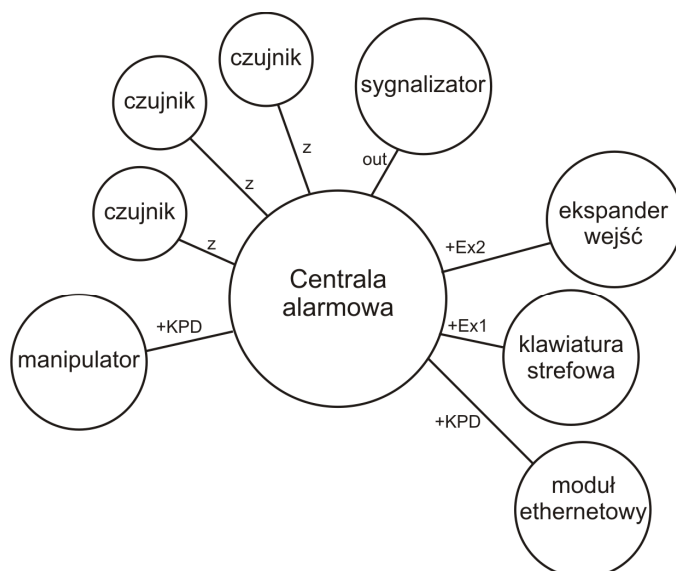 czujnik
sygnalizator
czujnik
z
out
z
czujnik
z
ekspander
wejść
+Ex2
Centrala
alarmowa
+KPD
manipulator
+Ex1
klawiatura
strefowa
+KPD
moduł
ethernetowy